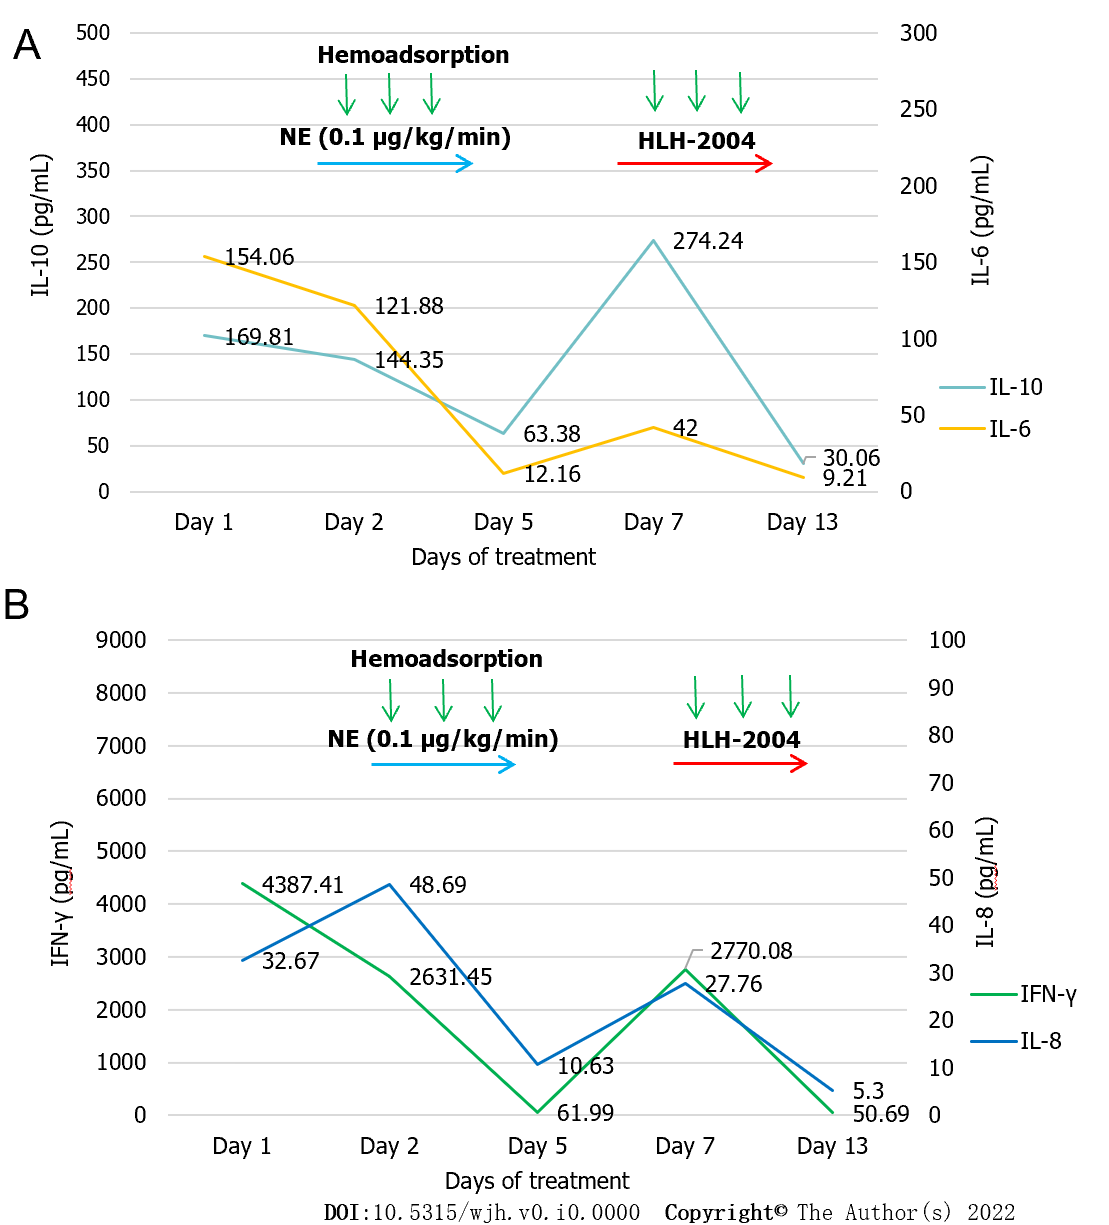 A
500
450
400
350
300
250
200
150
100
50
0
IL-10 (pg/mL)
300
250
200
150
100
50
0
IL-6 (pg/mL)
Hemoadsorption
NE (0.1 µg/kg/min)
HLH-2004
154.06
121.88
12.16
42
9.21
169.81
144.35
63.38
274.24
30.06
IL-10
IL-6
Day 1 Day 2 Day 5 Day 7 Day 13
Days of treatment
B
9000
8000
7000
6000
5000
4000
3000
2000
1000
0
IFN-γ (pg/mL)
100
90
80
70
60
50
40
30
20
10
0
IL-8 (pg/mL)
Hemoadsorption
NE (0.1 µg/kg/min)
HLH-2004
4387.41
2631.45
61.99
2770.08
50.69
32.67
48.69
10.63
27.76
5.3
IFN-γ
IL-8
Day 1 Day 2 Day 5 Day 7 Day 13
Days of treatment
DOI:10.5315/wjh.v0.i0.0000 Copyright© The Author(s) 2022